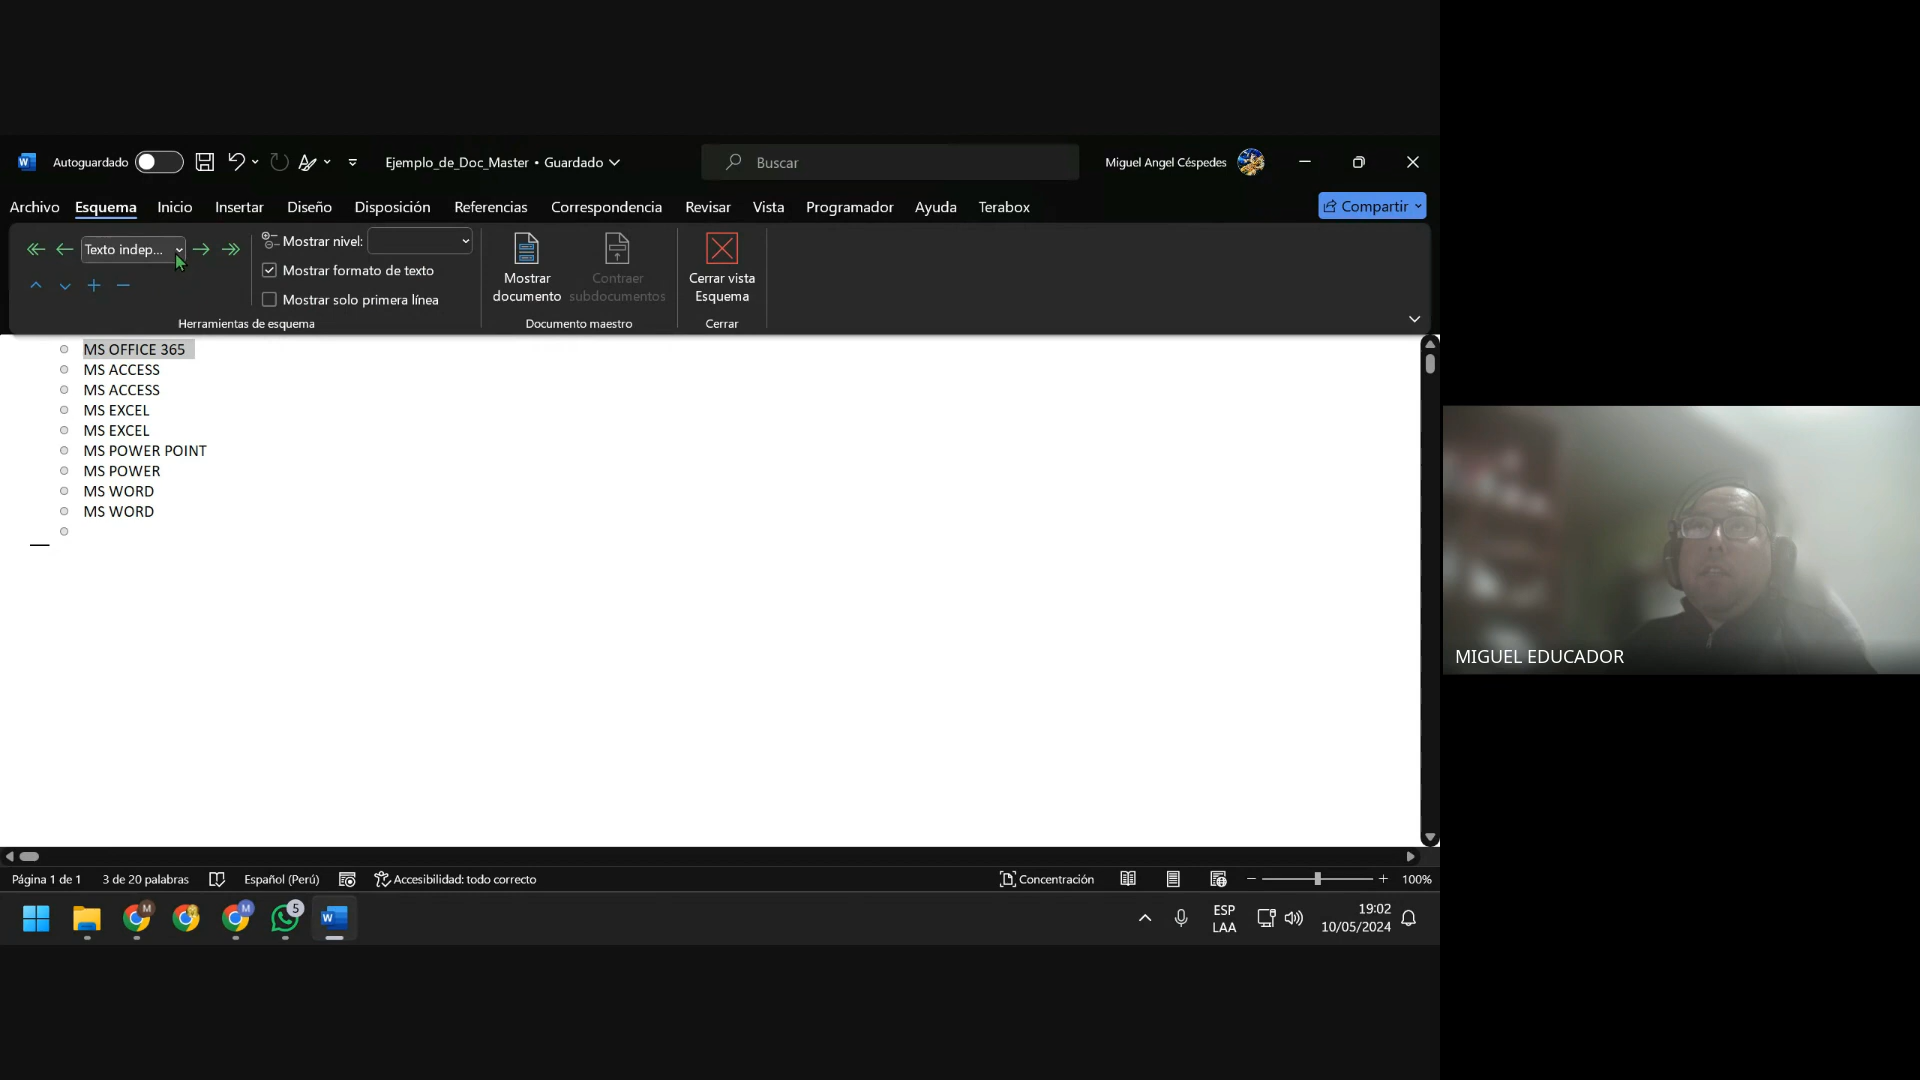 Autoguardado
Ejemplo_de_Doc_Master • Guardado
Buscar
Miguel Angel Céspedes
Archivo Esquema Inicio Insertar Diseño Disposición Referencias Correspondencia Revisar Vista Programador Ayuda Terabox
Compartir
Texto indep...
Mostrar nivel:
Mostrar formato de texto
Mostrar solo primera línea
Herramientas de esquema
Mostrar
documento
Contraer
subdocumentos
Documento maestro
Cerrar vista
Esquema
Cerrar
MS OFFICE 365
MS ACCESS
MS ACCESS
MS EXCEL
MS EXCEL
MS POWER POINT
MS POWER
MS WORD
MS WORD
MIGUEL EDUCADOR
Página 1 de 1 3 de 20 palabras Español (Perú) Accesibilidad: todo correcto Concentración 100%
M M 5 W
ESP
LAA
19:02
10/05/2024